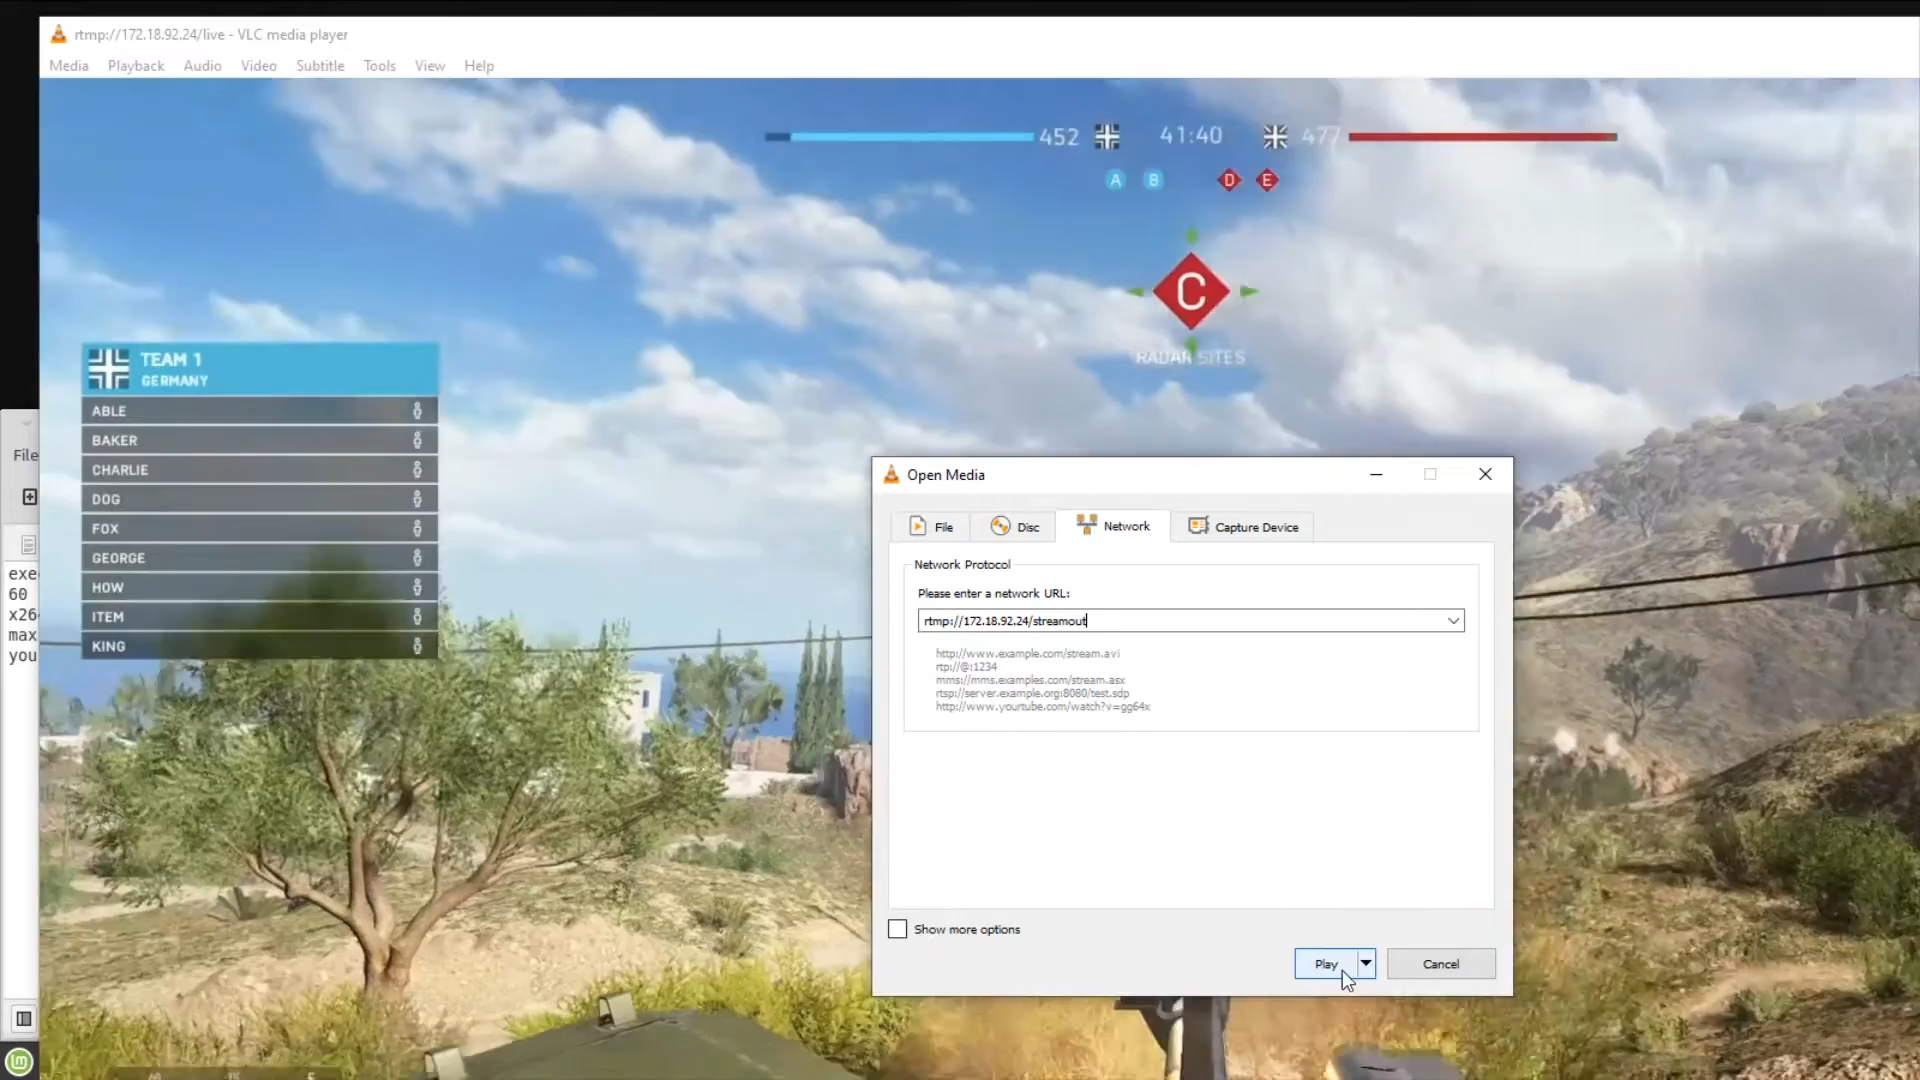 rtmp://172.18.92.24/live - VLC media player
Media Playback Audio Video Subtitle Tools View Help
452 41:40 477
A B D E
C
RADAR SITES
TEAM 1
GERMANY
ABLE
BAKER
CHARLIE
DOG
FOX
GEORGE
HOW
ITEM
KING
File
exe
60
x26
max
you
Open Media
File Disc Network Capture Device
Network Protocol
Please enter a network URL:
rtmp://172.18.92.24/streamout
http://www.example.com/stream.avi
rtp://@:1234
mms://mms.examples.com/stream.asx
rtsp://server.example.org:8080/test.sdp
http://www.yourtube.com/watch?v=gg64x
Show more options
Play Cancel